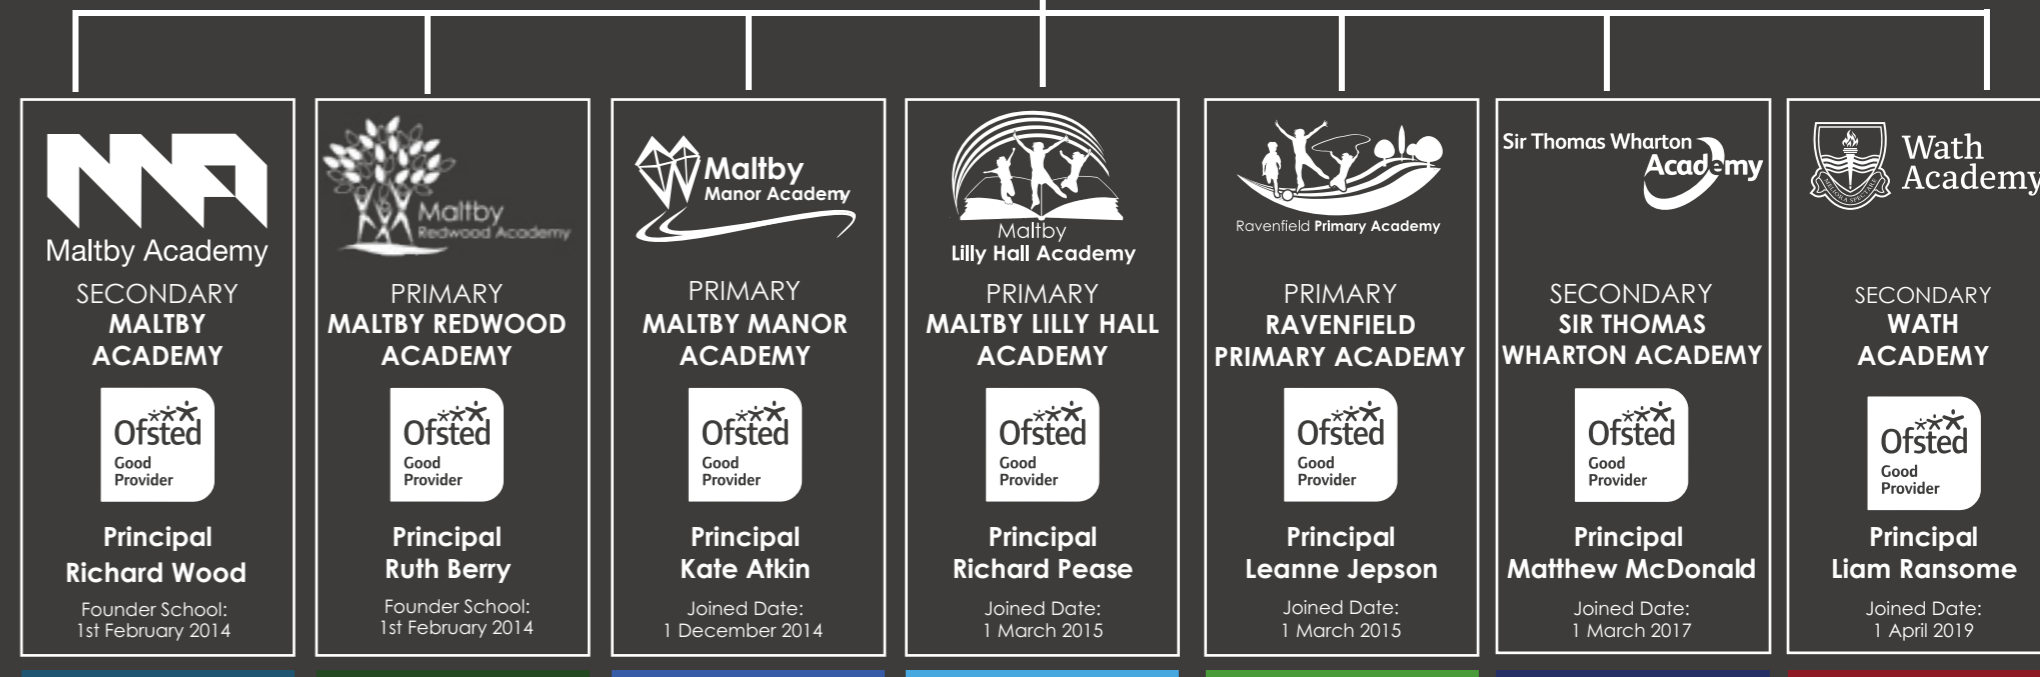 Maltby Academy
SECONDARY
MALTBY
ACADEMY
Ofsted
Good
Provider
Principal
Richard Wood
Founder School:
1st February 2014
Maltby
Redwood Academy
PRIMARY
MALTBY REDWOOD
ACADEMY
Ofsted
Good
Provider
Principal
Ruth Berry
Founder School:
1st February 2014
Maltby
Manor Academy
PRIMARY
MALTBY MANOR
ACADEMY
Ofsted
Good
Provider
Principal
Kate Atkin
Joined Date:
1 December 2014
Maltby
Lilly Hall Academy
PRIMARY
MALTBY LILLY HALL
ACADEMY
Ofsted
Good
Provider
Principal
Richard Pease
Joined Date:
1 March 2015
Ravenfield Primary Academy
PRIMARY
RAVENFIELD
PRIMARY ACADEMY
Ofsted
Good
Provider
Principal
Leanne Jepson
Joined Date:
1 March 2015
Sir Thomas Wharton
Academy
SECONDARY
SIR THOMAS
WHARTON ACADEMY
Ofsted
Good
Provider
Principal
Matthew McDonald
Joined Date:
1 March 2017
Wath
Academy
SECONDARY
WATH
ACADEMY
Ofsted
Good
Provider
Principal
Liam Ransome
Joined Date:
1 April 2019